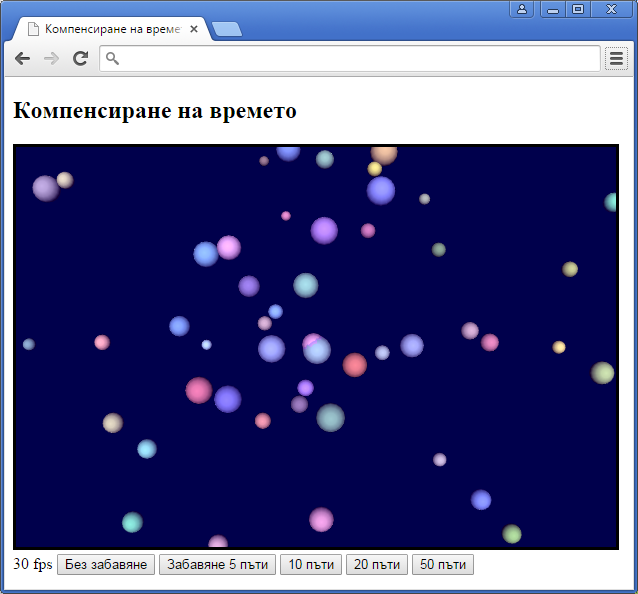 Компенсиране на време
Компенсиране на времето
30 fps Без забавяне Забавяне 5 пъти 10 пъти 20 пъти 50 пъти